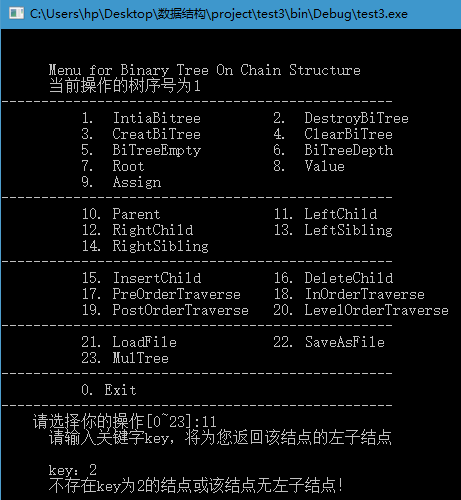 C:\Users\hp\Desktop\数据结构\project\test3\bin\Debug\test3.exe
Menu for Binary Tree On Chain Structure
当前操作的树序号为1
-------------------------------------------------
1. IntiaBitree 2. DestroyBiTree
3. CreatBiTree 4. ClearBiTree
5. BiTreeEmpty 6. BiTreeDepth
7. Root 8. Value
9. Assign
-------------------------------------------------
10. Parent 11. LeftChild
12. RightChild 13. LeftSibling
14. RightSibling
-------------------------------------------------
15. InsertChild 16. DeleteChild
17. PreOrderTraverse 18. InOrderTraverse
19. PostOrderTraverse 20. LevelOrderTraverse
-------------------------------------------------
21. LoadFile 22. SaveAsFile
23. MulTree
-------------------------------------------------
0. Exit
-------------------------------------------------
请选择你的操作[0~23]:11
请输入关键字key，将为您返回该结点的左子结点
key：2
不存在key为2的结点或该结点无左子结点！